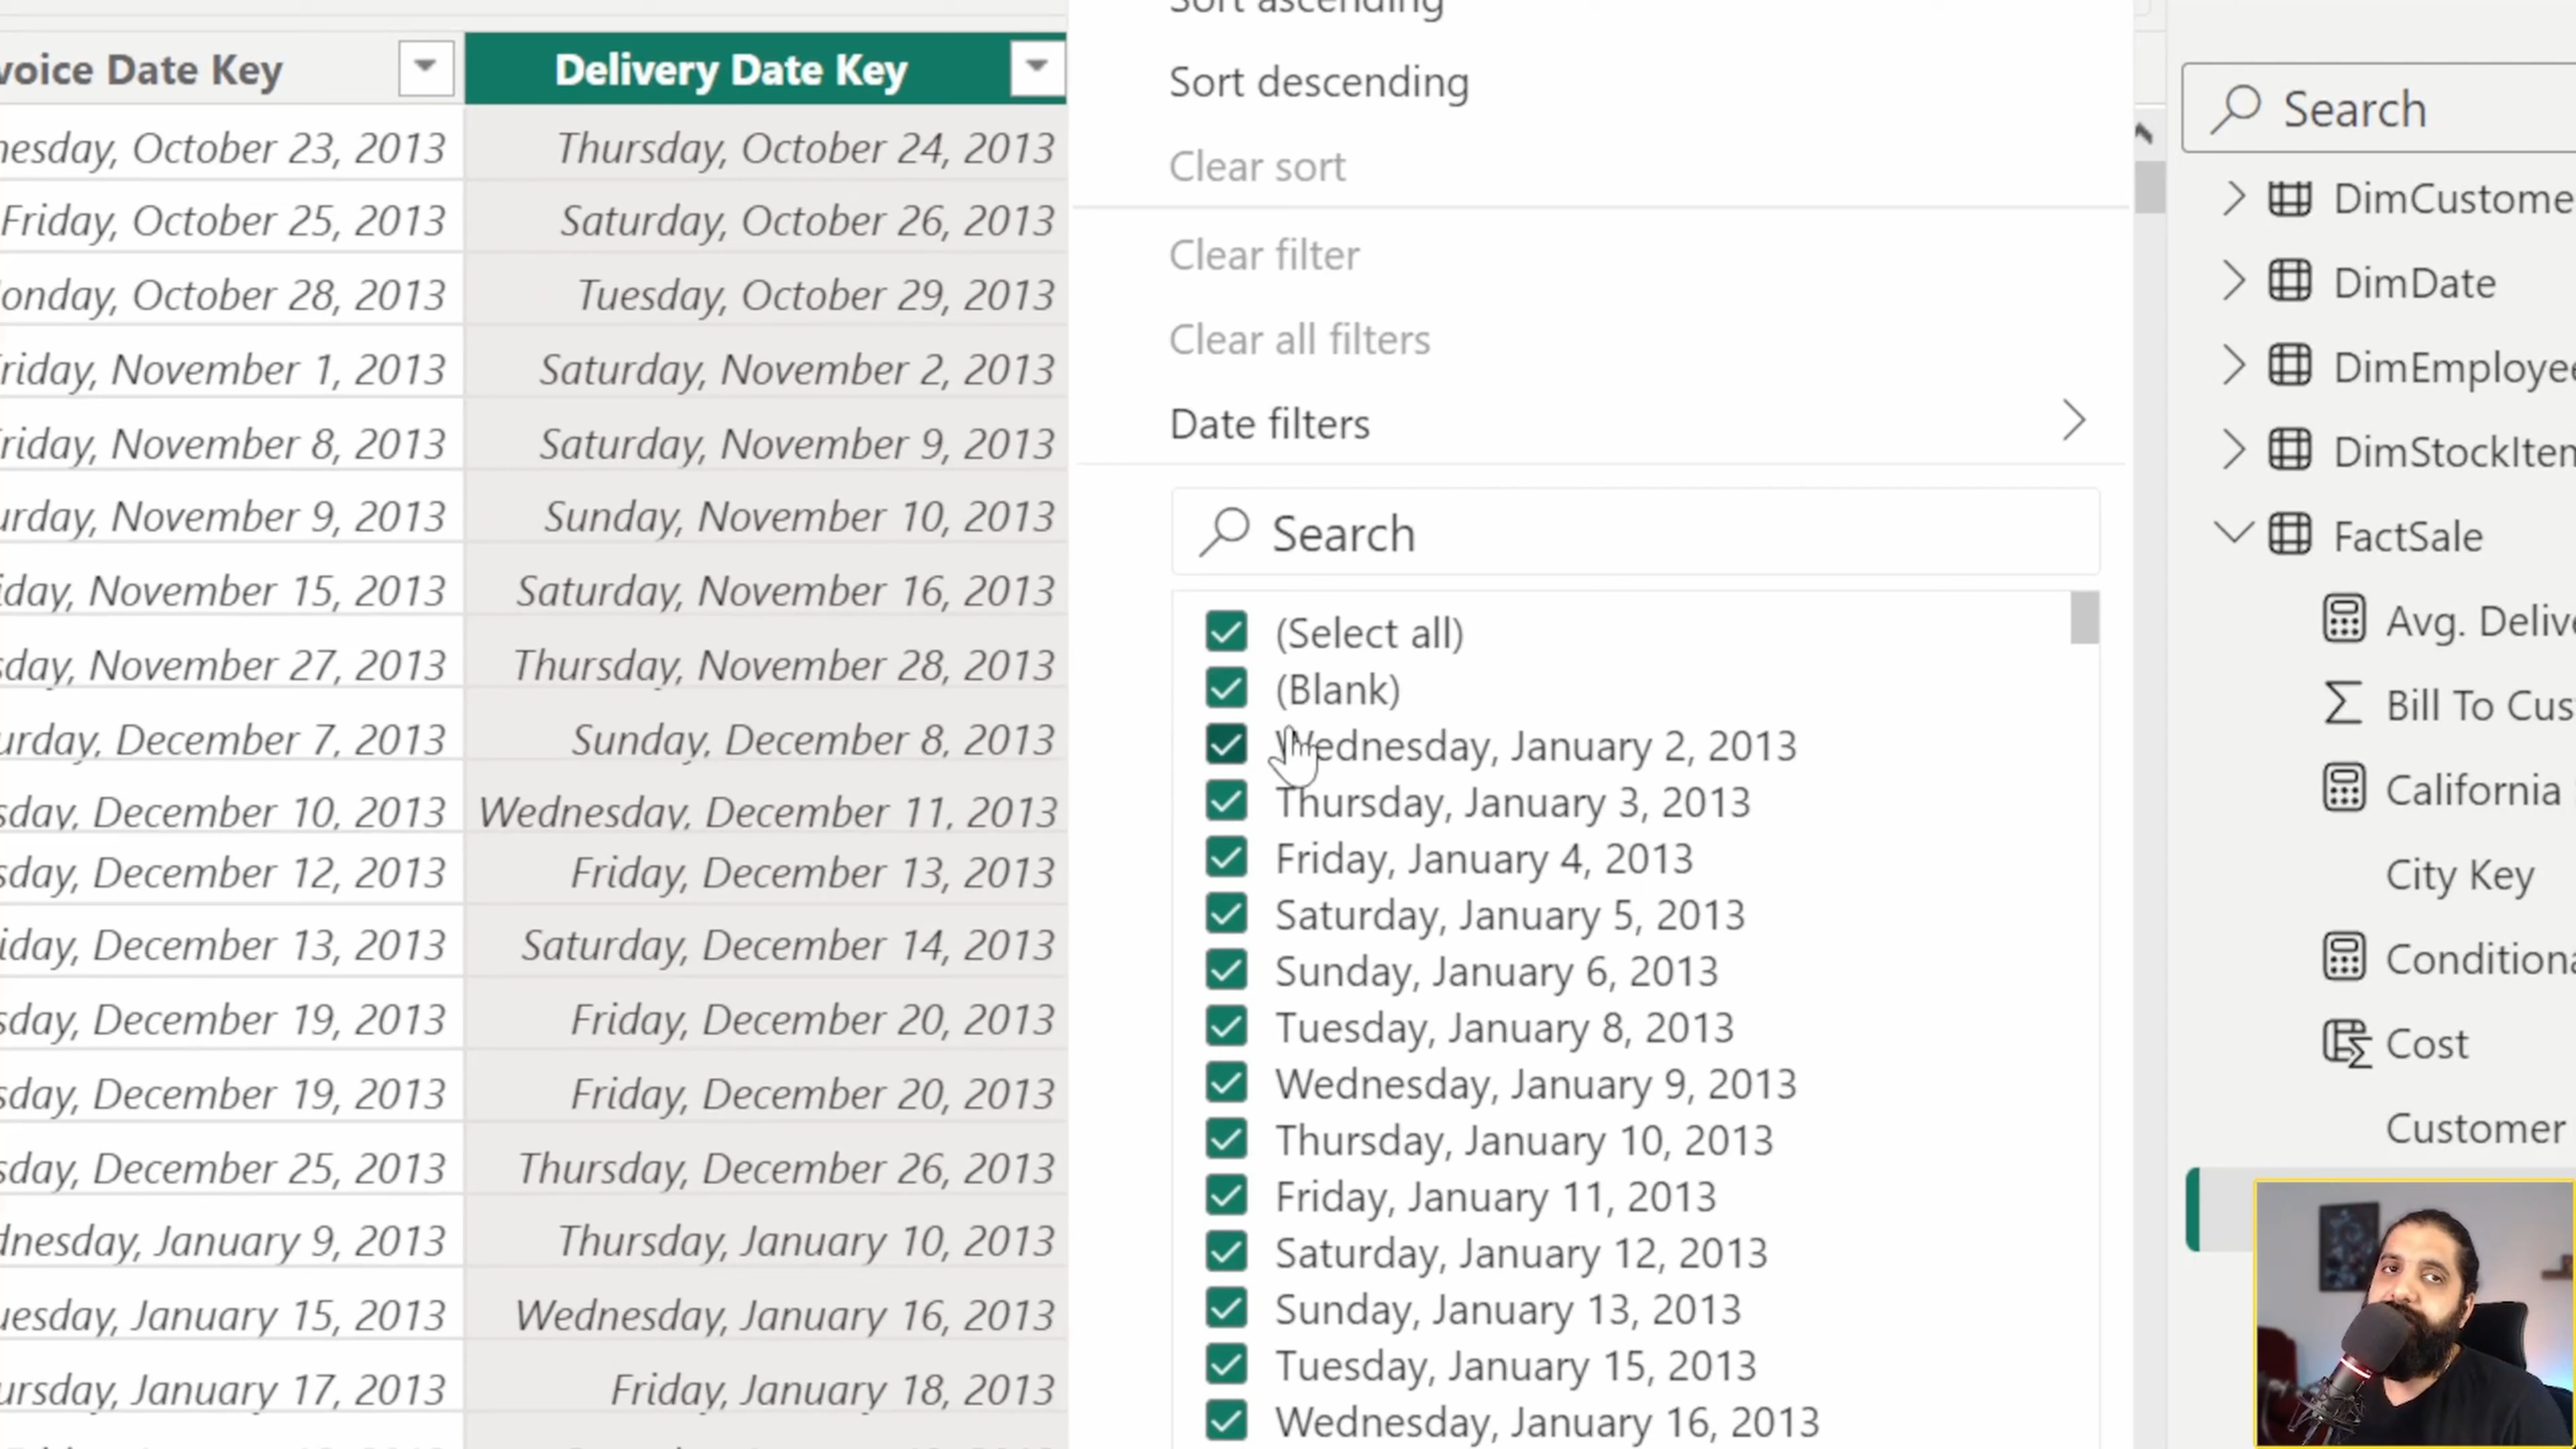 Sort ascending
voice Date Key
Delivery Date Key
nesday, October 23, 2013
Thursday, October 24, 2013
Friday, October 25, 2013
Saturday, October 26, 2013
onday, October 28, 2013
Tuesday, October 29, 2013
riday, November 1, 2013
Saturday, November 2, 2013
riday, November 8, 2013
Saturday, November 9, 2013
urday, November 9, 2013
Sunday, November 10, 2013
iday, November 15, 2013
Saturday, November 16, 2013
sday, November 27, 2013
Thursday, November 28, 2013
urday, December 7, 2013
Sunday, December 8, 2013
sday, December 10, 2013
Wednesday, December 11, 2013
sday, December 12, 2013
Friday, December 13, 2013
iday, December 13, 2013
Saturday, December 14, 2013
sday, December 19, 2013
Friday, December 20, 2013
sday, December 19, 2013
Friday, December 20, 2013
sday, December 25, 2013
Thursday, December 26, 2013
dnesday, January 9, 2013
Thursday, January 10, 2013
uesday, January 15, 2013
Wednesday, January 16, 2013
ursday, January 17, 2013
Friday, January 18, 2013
Sort descending
Clear sort
Clear filter
Clear all filters
Date filters
Search
(Select all)
(Blank)
Wednesday, January 2, 2013
Thursday, January 3, 2013
Friday, January 4, 2013
Saturday, January 5, 2013
Sunday, January 6, 2013
Tuesday, January 8, 2013
Wednesday, January 9, 2013
Thursday, January 10, 2013
Friday, January 11, 2013
Saturday, January 12, 2013
Sunday, January 13, 2013
Tuesday, January 15, 2013
Wednesday, January 16, 2013
Search
DimCustome
DimDate
DimEmployee
DimStockItem
FactSale
Avg. Delive
Bill To Cus
California
City Key
Conditiona
Cost
Customer